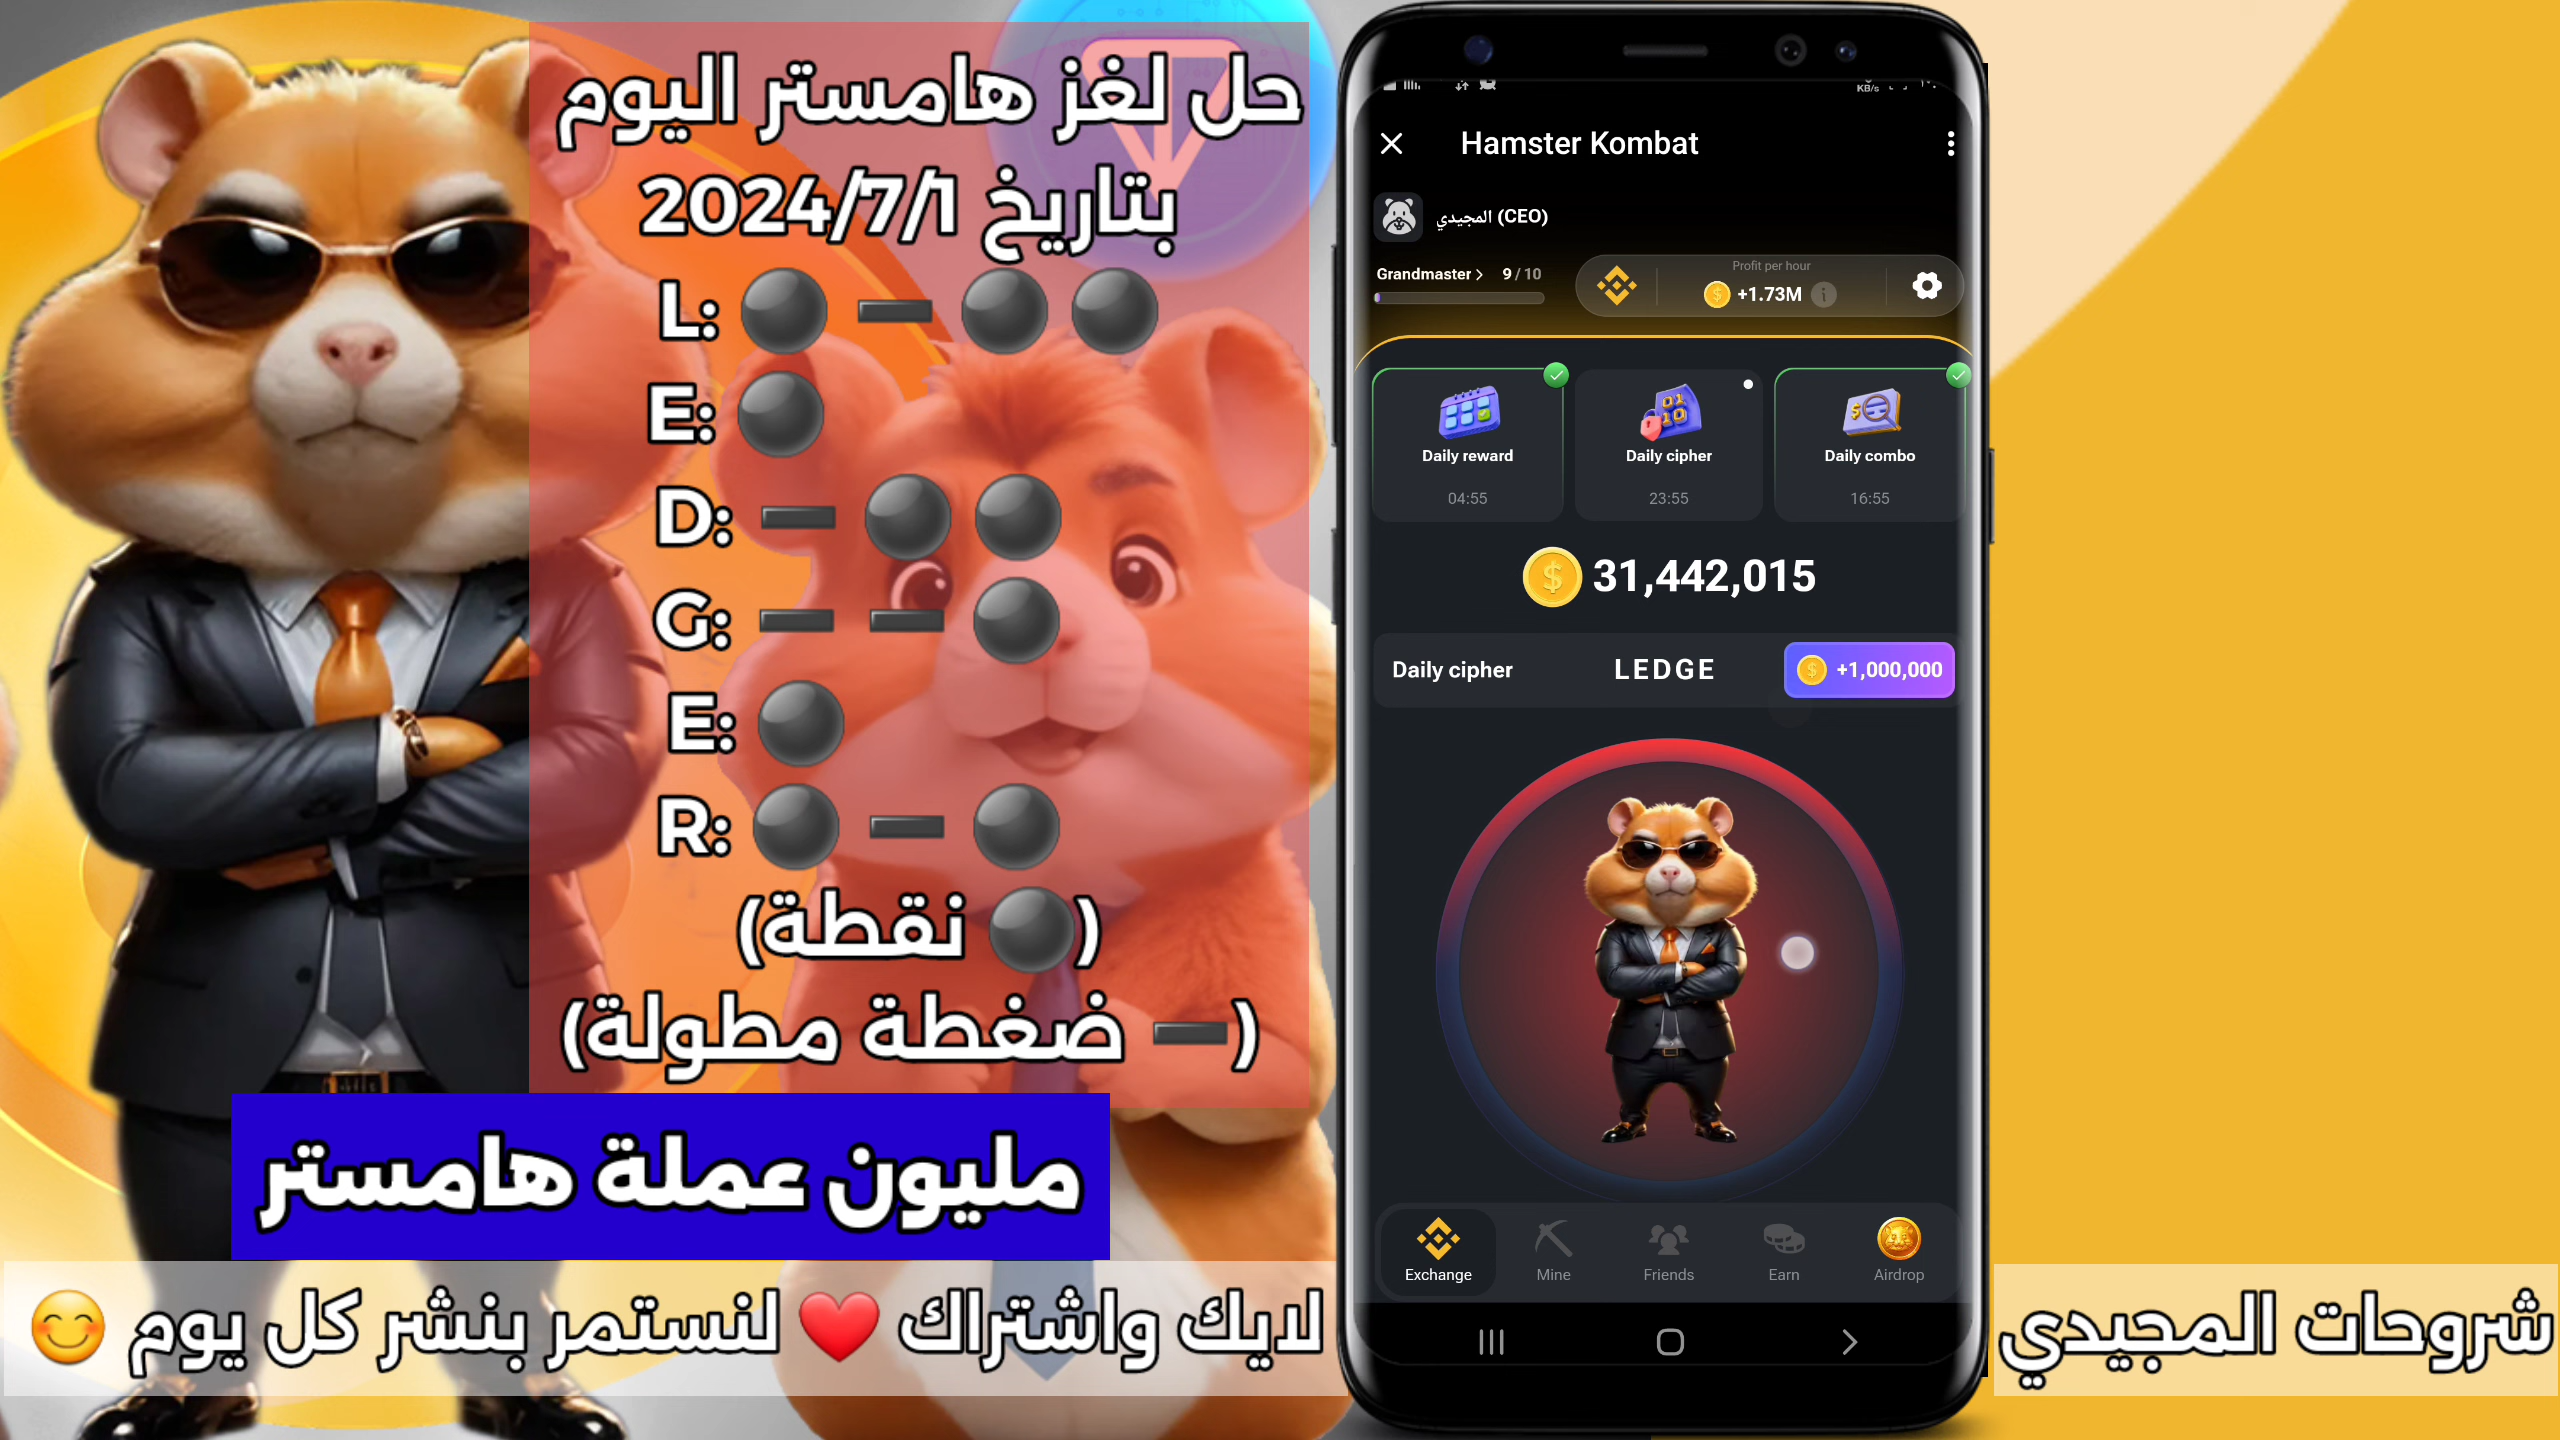 حل لغز هامستر اليوم
بتاريخ 2024/7/1
L: ⚫ ➖ ⚫ ⚫
E: ⚫
D: ➖ ⚫ ⚫
G: ➖ ➖ ⚫
E: ⚫
R: ⚫ ➖ ⚫
(⚫ نقطة)
(➖ ضغطة مطولة)
مليون عملة هامستر
لايك واشتراك ❤️ لنستمر بنشر كل يوم 😊
KB/s
Hamster Kombat
المجيدي (CEO)
Grandmaster > 9 / 10
Profit per hour
+1.73M
Daily reward
04:55
Daily cipher
23:55
Daily combo
16:55
31,442,015
Daily cipher LEDGE +1,000,000
Exchange Mine Friends Earn Airdrop
شروحات المجيدي